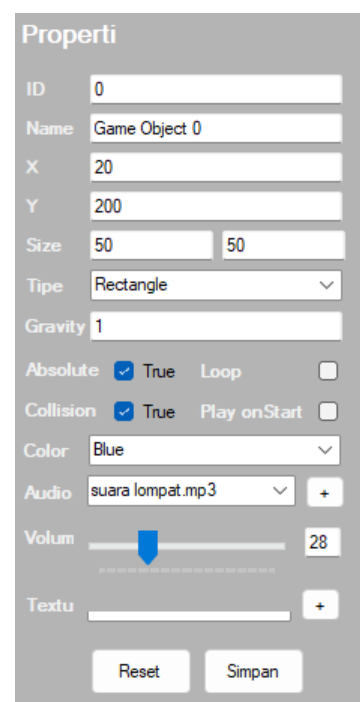 Properti
ID 0
Name Game Object 0
X 20
Y 200
Size 50 50
Tipe Rectangle
Gravity 1
Absolute True Loop
Collision True Play onStart
Color Blue
Audio suara lompat.mp3 +
Volum 28
Textu +
Reset Simpan